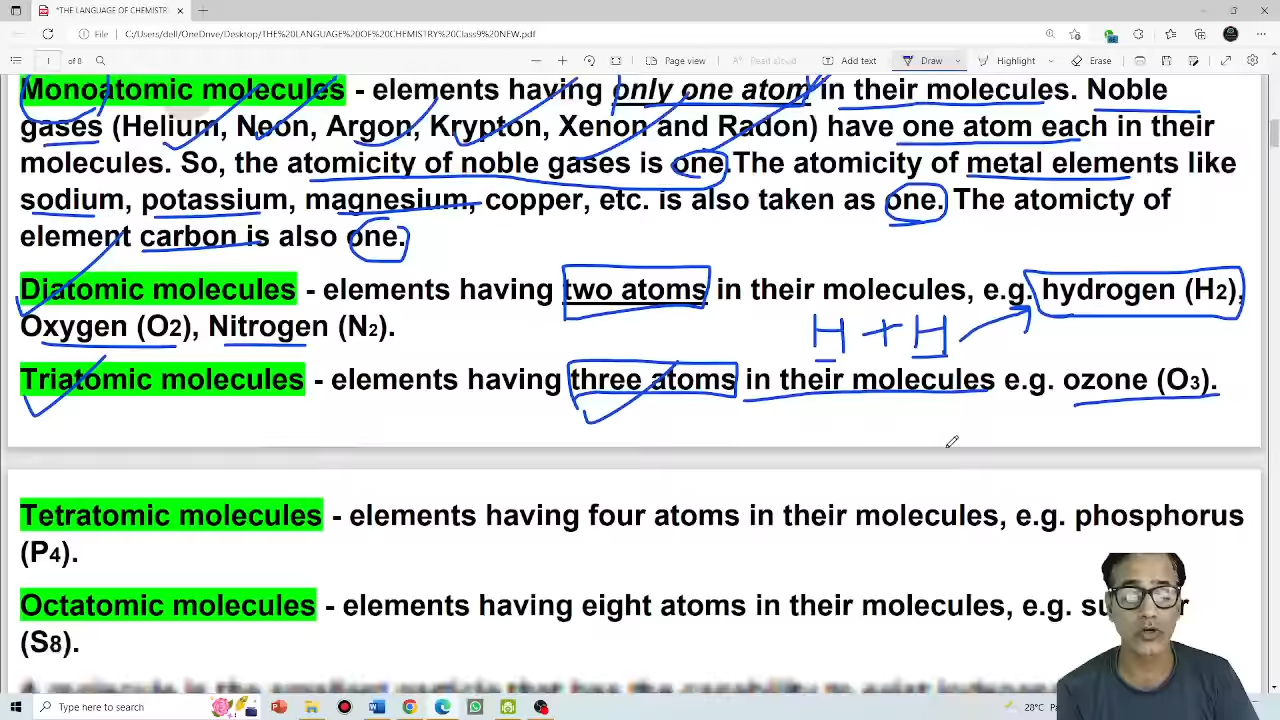 *THE LANGUAGE OF CHEMISTR
File
C:/Users/dell/OneDrive/Desktop/THE%20LANGUAGE%20OF%20CHEMISTRY%20Class9%20NEW.pdf
1 of 8
Page view
Read aloud
Add text
Draw
Highlight
Erase
Monoatomic molecules - elements having only one atom in their molecules. Noble
gases (Helium, Neon, Argon, Krypton, Xenon and Radon) have one atom each in their
molecules. So, the atomicity of noble gases is one. The atomicity of metal elements like
sodium, potassium, magnesium, copper, etc. is also taken as one. The atomicty of
element carbon is also one.
Diatomic molecules - elements having two atoms in their molecules, e.g. hydrogen (H2),
Oxygen (O2), Nitrogen (N2).
H + H
Triatomic molecules - elements having three atoms in their molecules e.g. ozone (O3).
Tetratomic molecules - elements having four atoms in their molecules, e.g. phosphorus
(P4).
Octatomic molecules - elements having eight atoms in their molecules, e.g.
(S8).
Type here to search
20°C